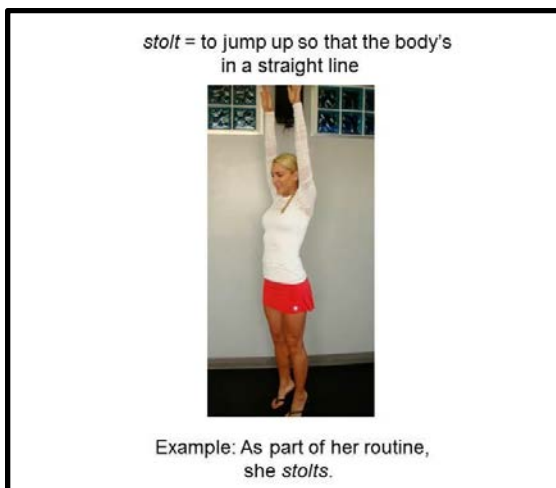 stolt = to jump up so that the body's
in a straight line
Example: As part of her routine,
she stolts.